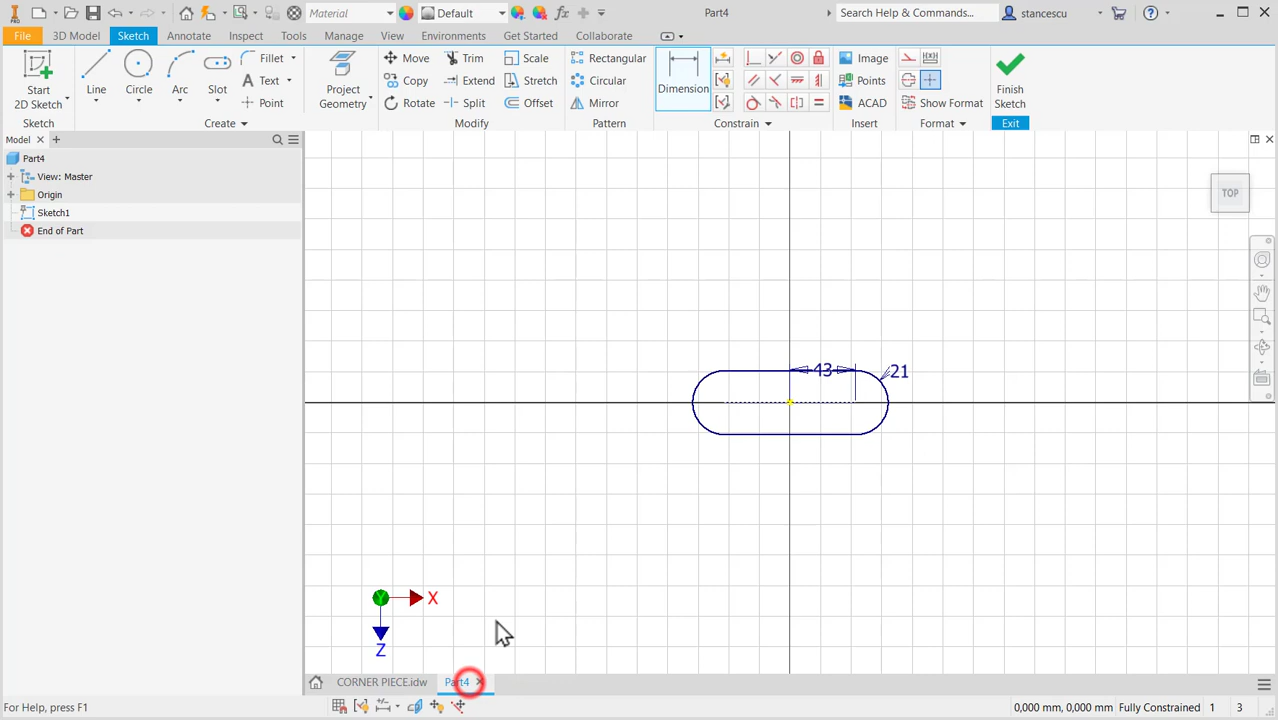 Material
Default
Part4
Search Help & Commands...
stancescu
PRO
File
3D Model
Sketch
Annotate
Inspect
Tools
Manage
View
Environments
Get Started
Collaborate
Start
2D Sketch
Line
Circle
Arc
Fillet
Text
Point
Project
Geometry
Move
Copy
Rotate
Trim
Extend
Split
Scale
Stretch
Offset
Rectangular
Circular
Mirror
Dimension
Image
Points
ACAD
Show Format
Finish
Sketch
Sketch
Create
Modify
Pattern
Constrain
Insert
Format
Exit
Model
Part4
View: Master
Origin
Sketch1
End of Part
TOP
43
21
Y
X
Z
CORNER PIECE.idw
Part4
For Help, press F1
0,000 mm, 0,000 mm
Fully Constrained
1
3